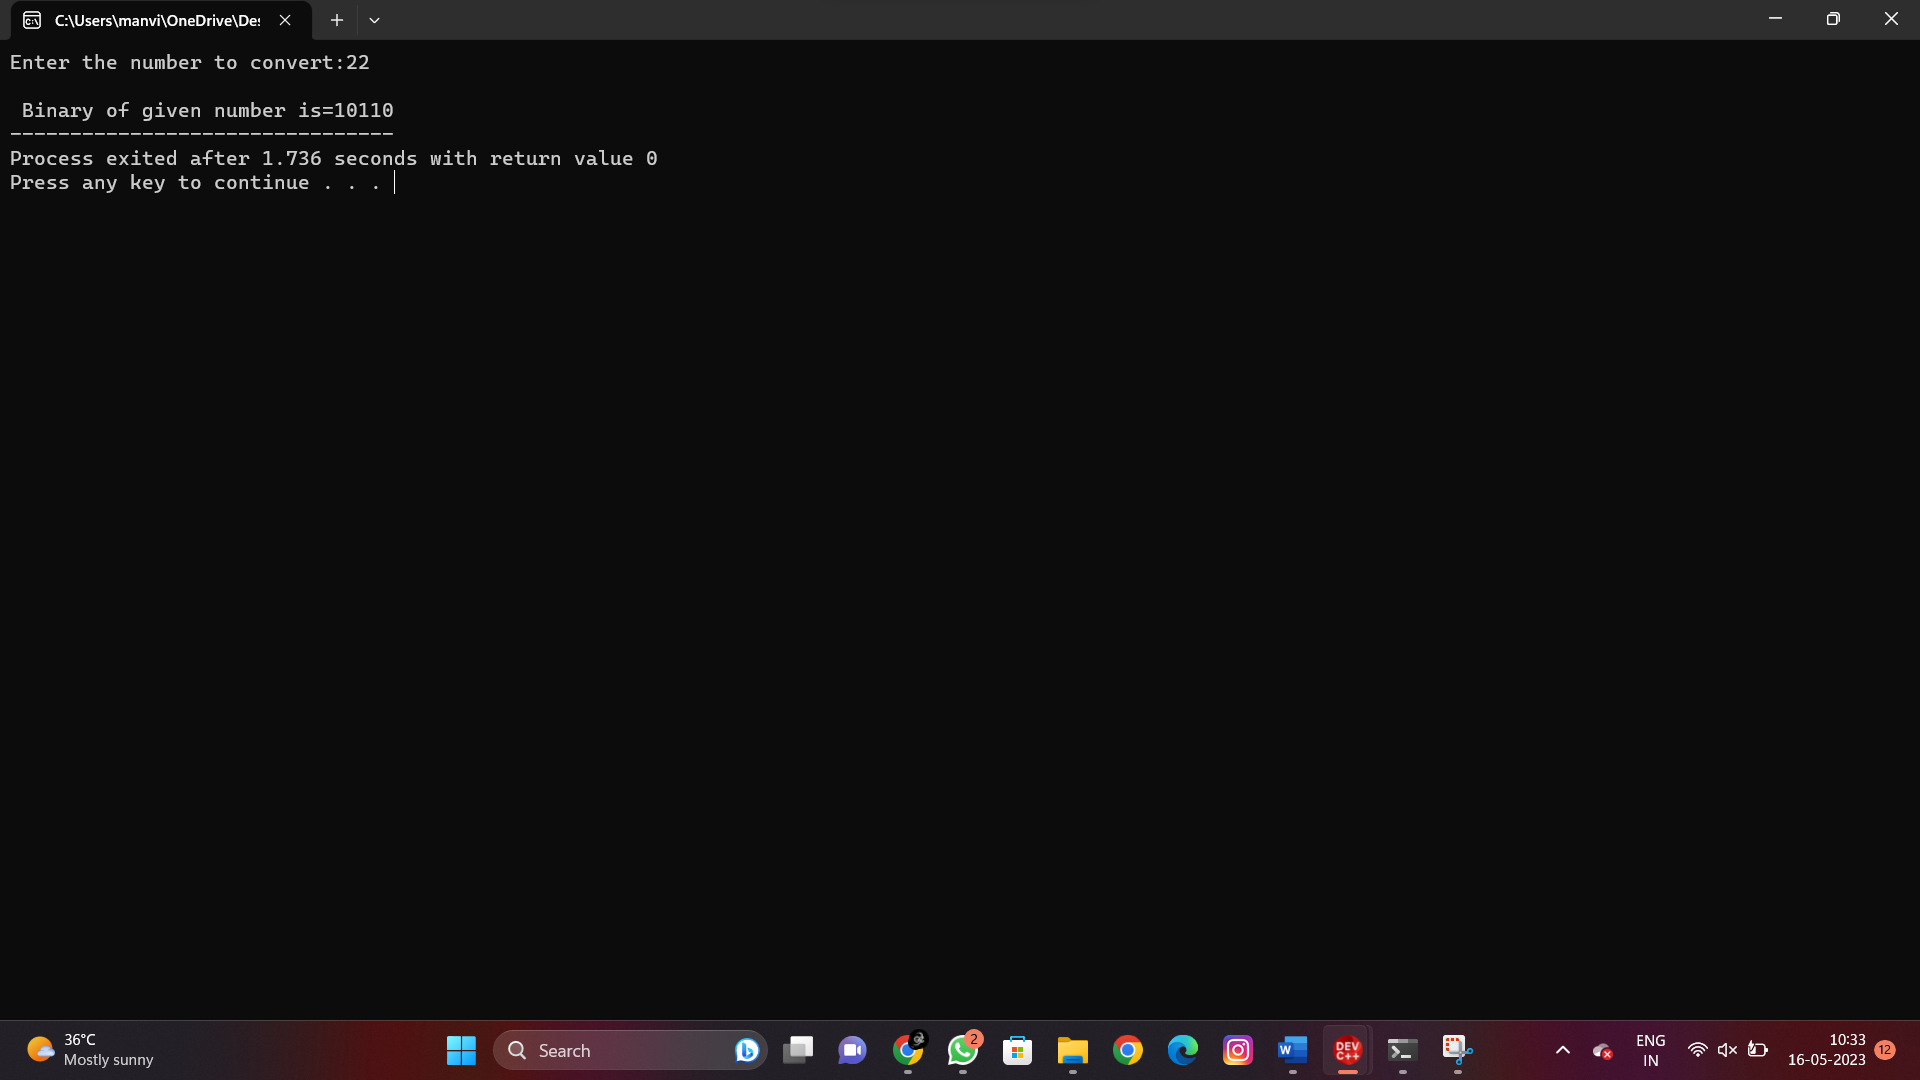 C:\Users\manvi\OneDrive\Des
Enter the number to convert:22
Binary of given number is=10110
--------------------------------
Process exited after 1.736 seconds with return value 0
Press any key to continue . . .
36°C
Mostly sunny
Search
2
W
DEV
C++
ENG
IN
10:33
16-05-2023
12